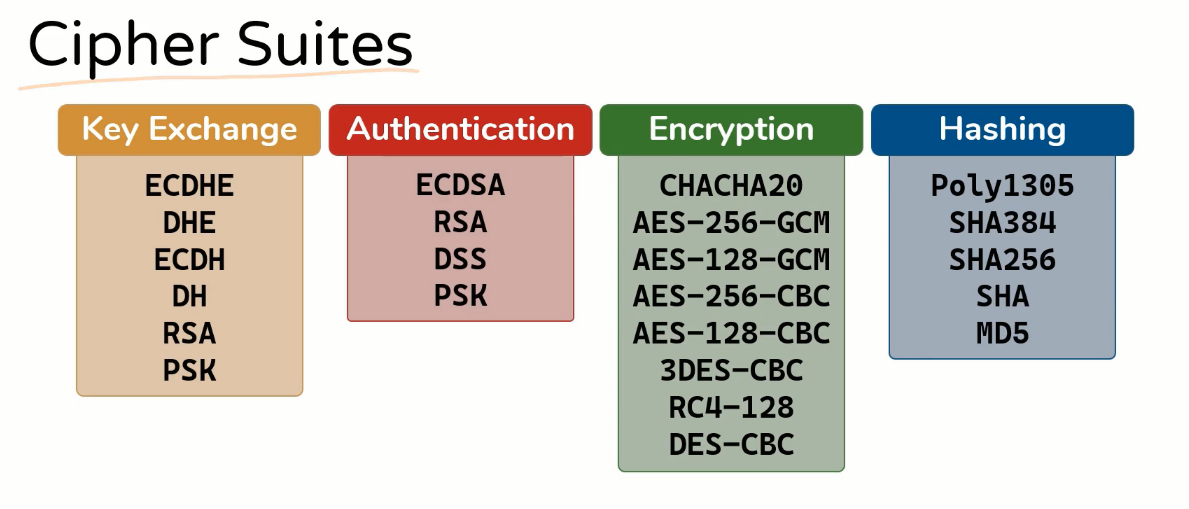 Cipher Suites
Key Exchange
ECDHE
DHE
ECDH
DH
RSA
PSK
Authentication
ECDSA
RSA
DSS
PSK
Encryption
CHACHA20
AES-256-GCM
AES-128-GCM
AES-256-CBC
AES-128-CBC
3DES-CBC
RC4-128
DES-CBC
Hashing
Poly1305
SHA384
SHA256
SHA
MD5